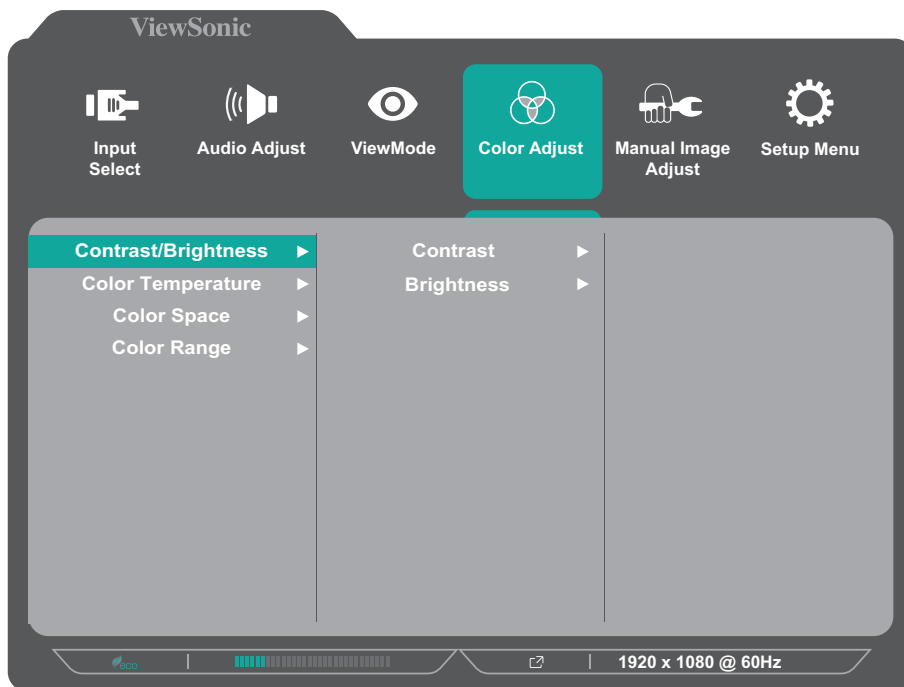 ViewSonic
Input
Select
Audio Adjust
ViewMode
Color Adjust
Manual Image
Adjust
Setup Menu
Contrast/Brightness
Color Temperature
Color Space
Color Range
Contrast
Brightness
eco
1920 x 1080 @ 60Hz